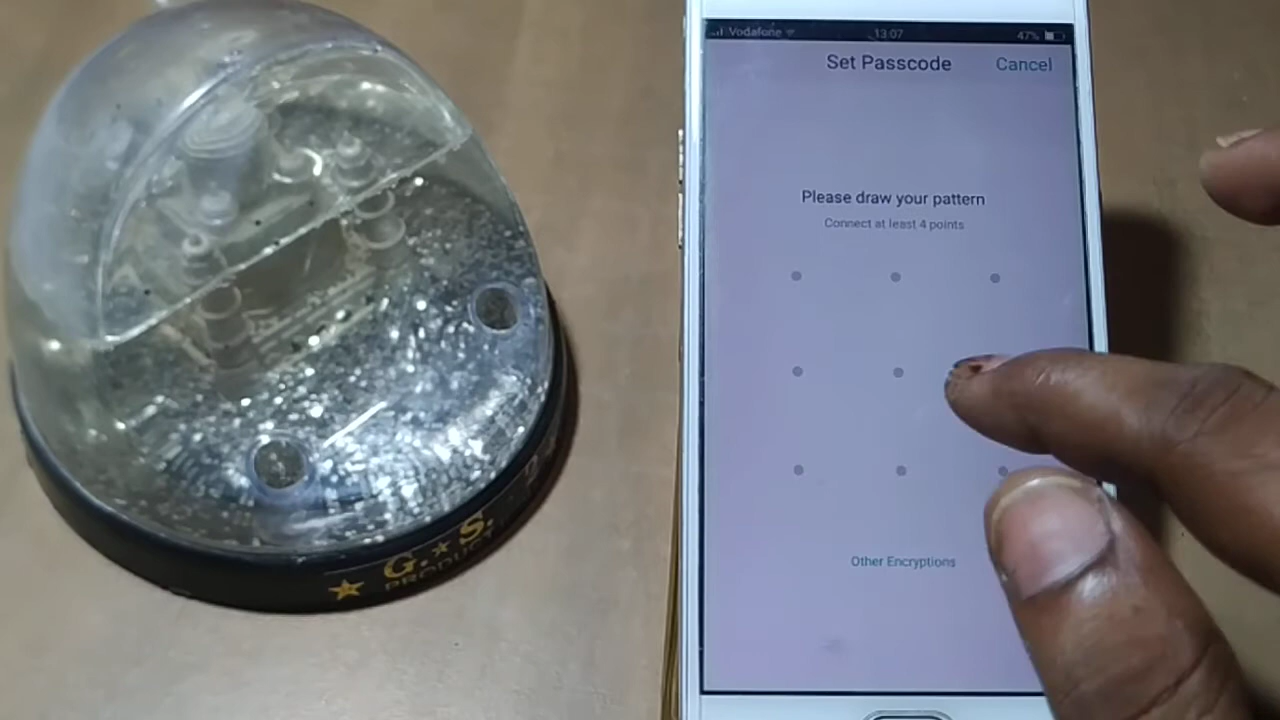 Vodafone 13:07 47%
Set Passcode Cancel
Please draw your pattern
Connect at least 4 points
Other Encryptions
G. S.
PRODUCT